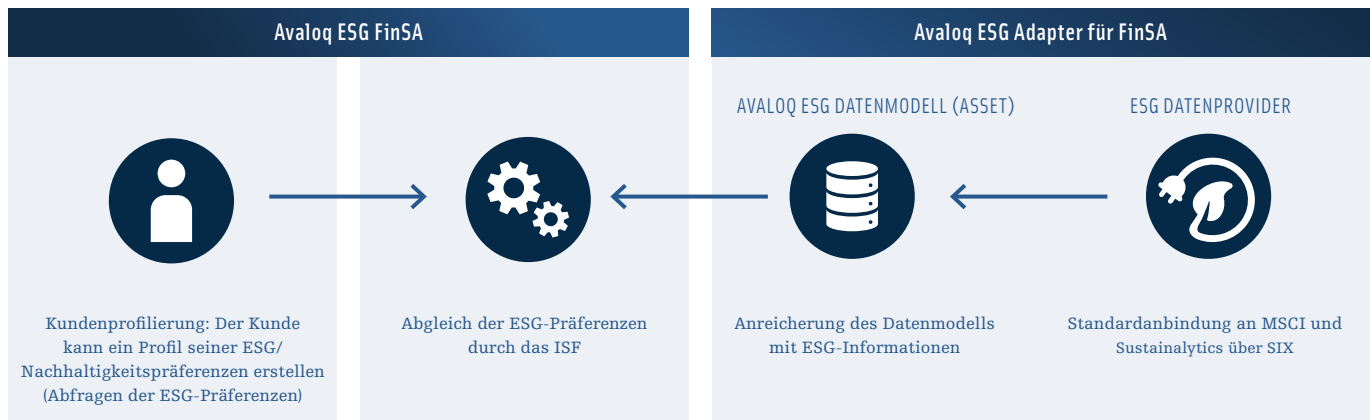 Avaloq ESG FinSA
Avaloq ESG Adapter für FinSA
AVALOQ ESG DATENMODELL (ASSET)
ESG DATENPROVIDER
Kundenprofilierung: Der Kunde
kann ein Profil seiner ESG/
Nachhaltigkeitspräferenzen erstellen
(Abfragen der ESG-Präferenzen)
Abgleich der ESG-Präferenzen
durch das ISF
Anreicherung des Datenmodells
mit ESG-Informationen
Standardanbindung an MSCI und
Sustainalytics über SIX